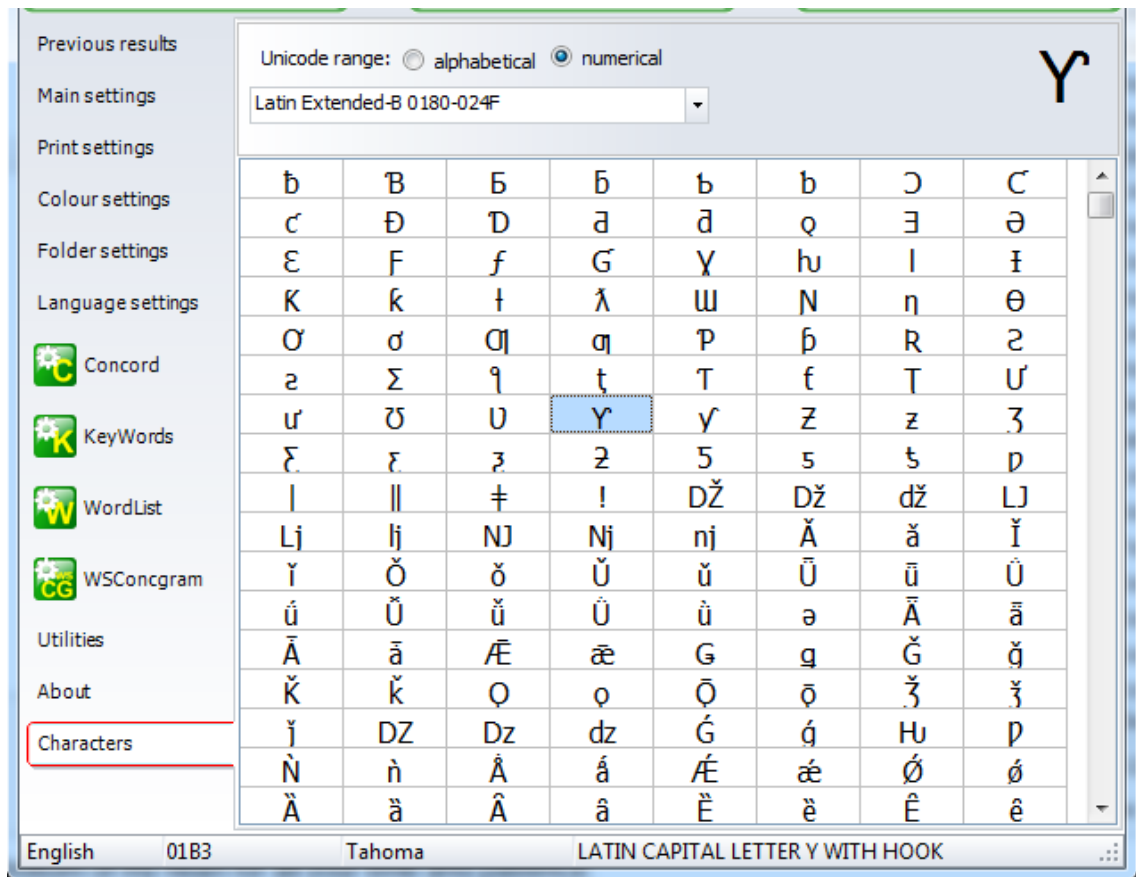 Previous results
Main settings
Print settings
Colour settings
Folder settings
Language settings
Concord
KeyWords
WordList
WSConcgram
Utilities
About
Characters
Unicode range: alphabetical numerical
Latin Extended-B 0180-024F
Ƴ
ƀ Ɓ Ƃ ƃ Ƅ ƅ Ɔ Ƈ
ƈ Ɖ Ɗ Ƌ ƌ ƍ Ǝ Ə
Ɛ Ƒ ƒ Ɠ Ɣ ƕ Ɩ Ɨ
Ƙ ƙ ƚ ƛ Ɯ Ɲ ƞ Ɵ
Ơ ơ Ƣ ƣ Ƥ ƥ Ʀ Ƨ
ƨ Ʃ ƪ ƫ Ƭ ƭ Ʈ Ư
ư Ʊ Ʋ Ƴ ƴ Ƶ ƶ Ʒ
Ƹ ƹ ƺ ƻ Ƽ ƽ ƾ ƿ
ǀ ǁ ǂ ǃ Ǆ ǅ ǆ Ǉ
ǈ ǉ Ǌ ǋ ǌ Ǎ ǎ Ǐ
ǐ Ǒ ǒ Ǔ ǔ Ǖ ǖ Ǘ
ǘ Ǚ ǚ Ǜ ǜ ǝ Ǟ ǟ
Ǡ ǡ Ǣ ǣ Ǥ ǥ Ǧ ǧ
Ǩ ǩ Ǫ ǫ Ǭ ǭ Ǯ ǯ
ǰ Ǳ ǲ ǳ Ǵ ǵ Ƕ Ƿ
Ǹ ǹ Ǻ ǻ Ǽ ǽ Ǿ ǿ
Ȁ ȁ Ȃ ȃ Ȅ ȅ Ȇ ȇ
English 01B3 Tahoma LATIN CAPITAL LETTER Y WITH HOOK